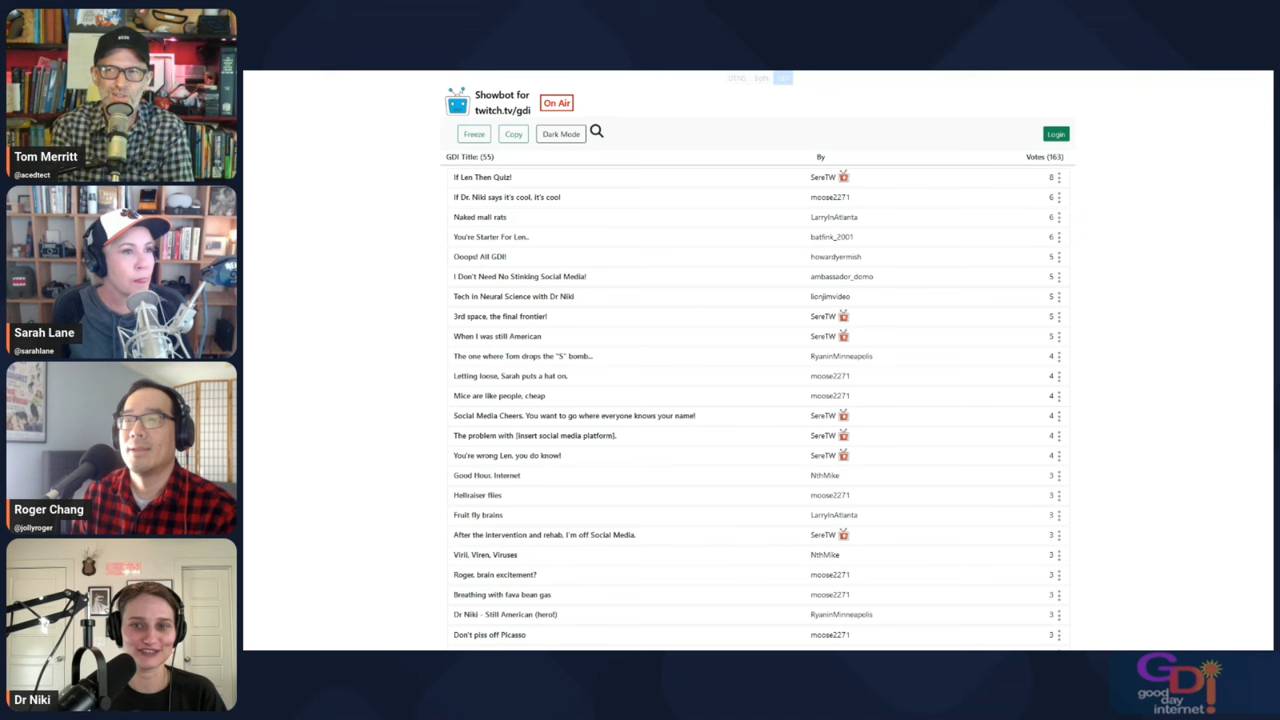 Tom Merritt
@acedtect
Sarah Lane
@sarahlane
Roger Chang
@jollyroger
Dr Niki
DTNS
GDI
Showbot for
twitch.tv/gdi
On Air
Freeze Copy Dark Mode Login
GDI Title: (55) By Votes (163)
If Len Then Quiz! SereTW 8
If Dr. Niki says it's cool, it's cool moose2271 6
Naked mall rats LarryInAtlanta 6
You're Starter For Len.. batfink_2001 6
Ooops! All GDI! howardyermish 5
I Don't Need No Stinking Social Media! ambassador_domo 5
Tech in Neural Science with Dr Niki lionjimvideo 5
3rd space, the final frontier! SereTW 5
When I was still American SereTW 5
The one where Tom drops the "S" bomb... RyaninMinneapolis 4
Letting loose, Sarah puts a hat on. moose2271 4
Mice are like people, cheap moose2271 4
Social Media Cheers. You want to go where everyone knows your name! SereTW 4
The problem with [insert social media platform]. SereTW 4
You're wrong Len, you do know! SereTW 4
Good Hour, Internet NthMike 3
Hellraiser flies moose2271 3
Fruit fly brains LarryInAtlanta 3
After the intervention and rehab, I'm off Social Media. SereTW 3
Virii, Viren, Viruses NthMike 3
Roger, brain excitement? moose2271 3
Breathing with fava bean gas moose2271 3
Dr Niki - Still American (hero!) RyaninMinneapolis 3
Don't piss off Picasso moose2271 3
GDI
good
day
internet!